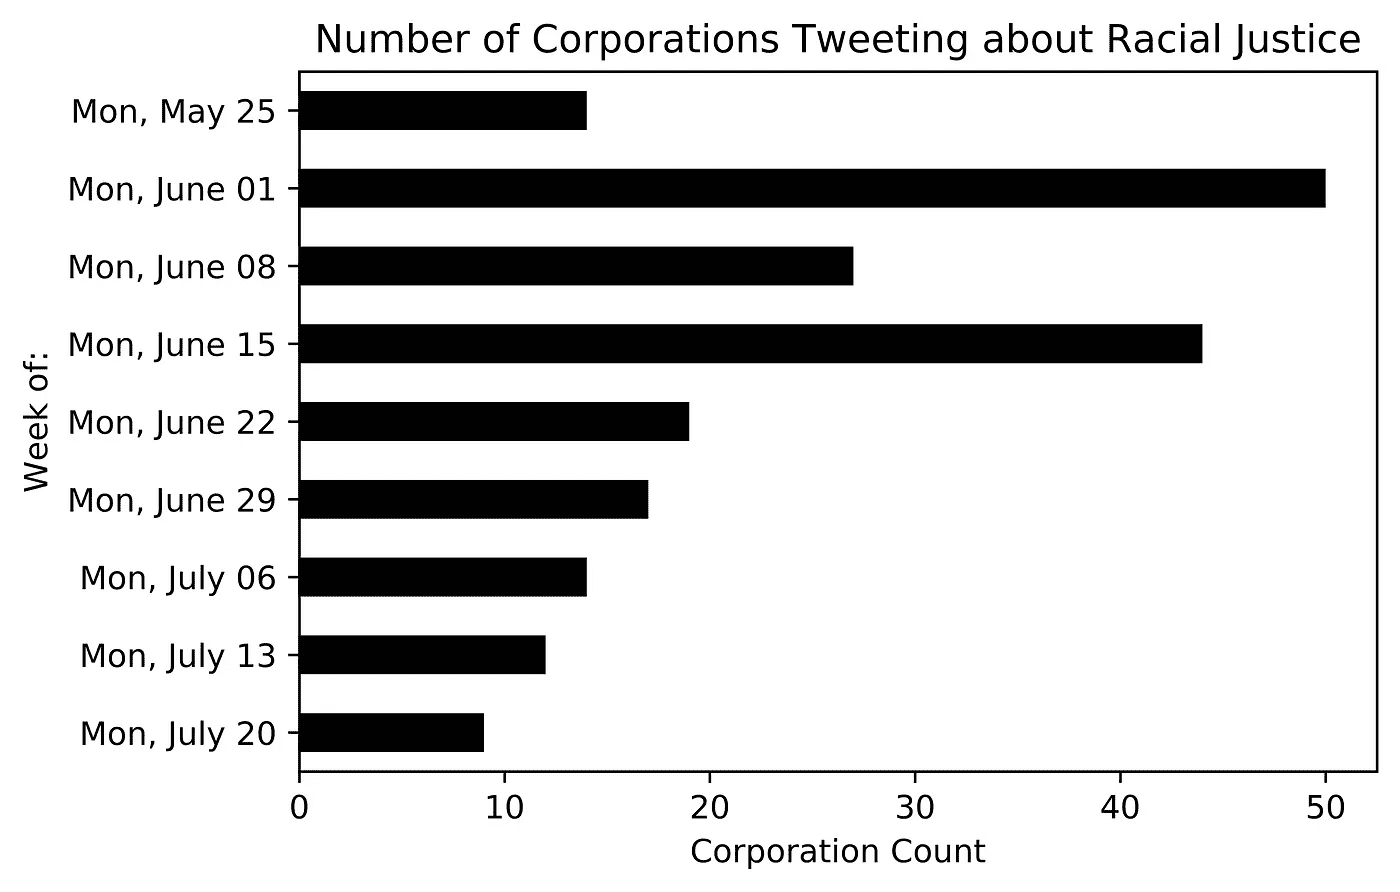 Number of Corporations Tweeting about Racial Justice
Week of:
Mon, May 25
Mon, June 01
Mon, June 08
Mon, June 15
Mon, June 22
Mon, June 29
Mon, July 06
Mon, July 13
Mon, July 20
0 10 20 30 40 50
Corporation Count